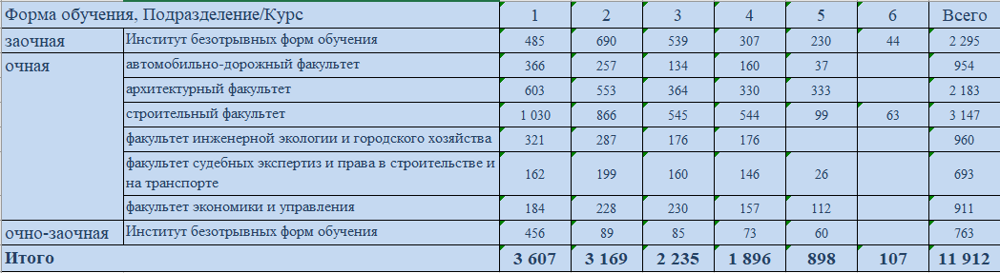 Форма обучения, Подразделение/Курс 1 2 3 4 5 6 Всего
заочная Институт безотрывных форм обучения 485 690 539 307 230 44 2 295
очная автомобильно-дорожный факультет 366 257 134 160 37 954
архитектурный факультет 603 553 364 330 333 2 183
строительный факультет 1 030 866 545 544 99 63 3 147
факультет инженерной экологии и городского хозяйства 321 287 176 176 960
факультет судебных экспертиз и права в строительстве и
на транспорте 162 199 160 146 26 693
факультет экономики и управления 184 228 230 157 112 911
очно-заочная Институт безотрывных форм обучения 456 89 85 73 60 763
Итого 3 607 3 169 2 235 1 896 898 107 11 912